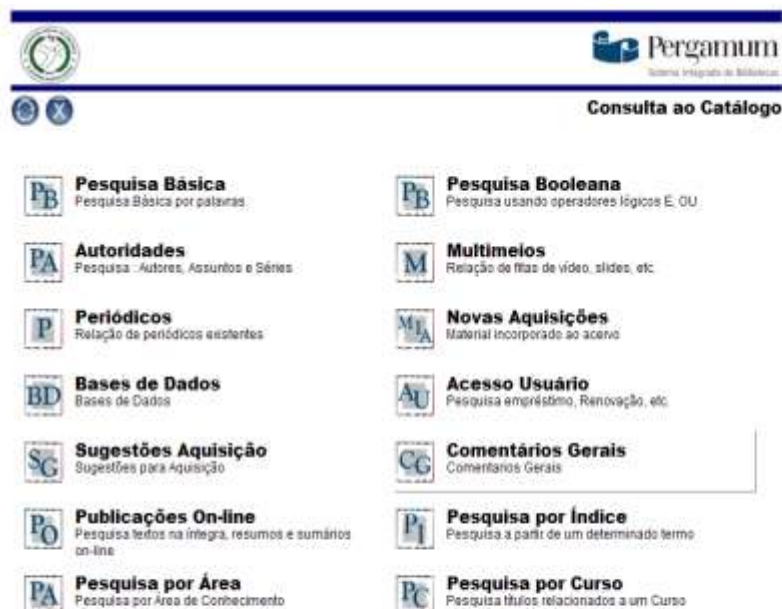 Pergamum
Sistema Integrado de Bibliotecas
Consulta ao Catálogo
PB
Pesquisa Básica
Pesquisa Básica por palavras
PB
Pesquisa Booleana
Pesquisa usando operadores lógicos E, OU
PA
Autoridades
Pesquisa : Autores, Assuntos e Séries
M
Multimeios
Relação de fitas de vídeo, slides, etc
P
Periódicos
Relação de periódicos existentes
MIA
Novas Aquisições
Material incorporado ao acervo
BD
Bases de Dados
Bases de Dados
AU
Acesso Usuário
Pesquisa empréstimo, Renovação, etc
SG
Sugestões Aquisição
Sugestões para Aquisição
CG
Comentários Gerais
Comentarios Gerais
PO
Publicações On-line
Pesquisa textos na íntegra, resumos e sumários
on-line
PI
Pesquisa por Índice
Pesquisa a partir de um determinado termo
PA
Pesquisa por Área
Pesquisa por Área de Conhecimento
PC
Pesquisa por Curso
Pesquisa títulos relacionados a um Curso